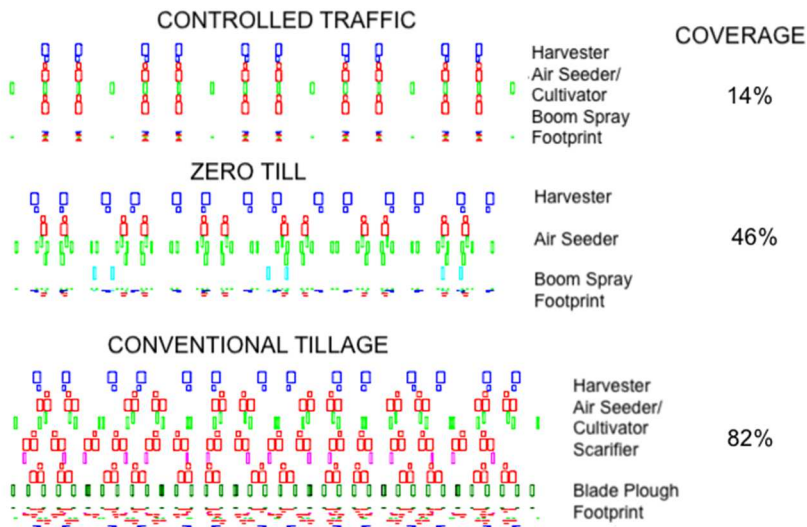 CONTROLLED TRAFFIC
COVERAGE
Harvester
Air Seeder/
Cultivator
Boom Spray
Footprint
14%
ZERO TILL
Harvester
Air Seeder
Boom Spray
Footprint
46%
CONVENTIONAL TILLAGE
Harvester
Air Seeder/
Cultivator
Scarifier
Blade Plough
Footprint
82%